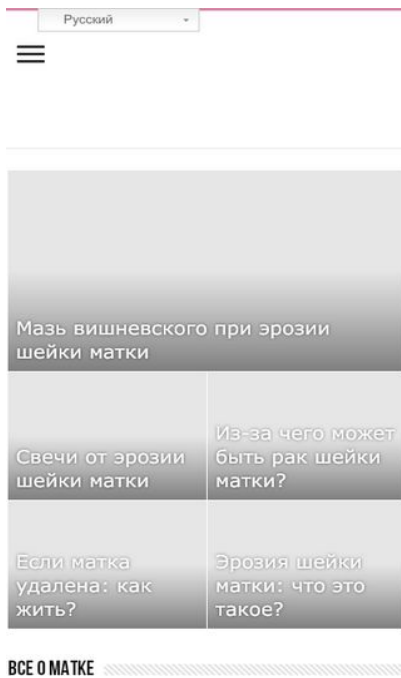 Русский
Мазь вишневского при эрозии
шейки матки
Свечи от эрозии
шейки матки
Из-за чего может
быть рак шейки
матки?
Если матка
удалена: как
жить?
Эрозия шейки
матки: что это
такое?
ВСЕ О МАТКЕ